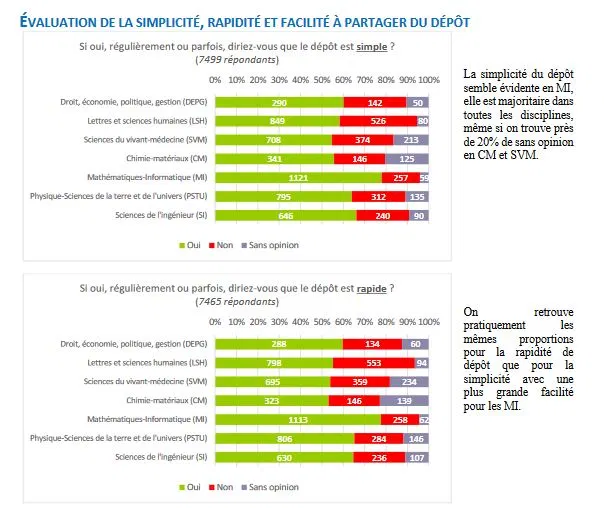 ÉVALUATION DE LA SIMPLICITÉ, RAPIDITÉ ET FACILITÉ À PARTAGER DU DÉPÔT
Si oui, régulièrement ou parfois, diriez-vous que le dépôt est simple ?
(7499 répondants)
0% 10% 20% 30% 40% 50% 60% 70% 80% 90% 100%
Droit, économie, politique, gestion (DEPG) 290 142 50
Lettres et sciences humaines (LSH) 849 526 80
Sciences du vivant-médecine (SVM) 708 374 213
Chimie-matériaux (CM) 341 146 125
Mathématiques-Informatique (MI) 1121 257 59
Physique-Sciences de la terre et de l'univers (PSTU) 795 312 135
Sciences de l'ingénieur (SI) 646 240 90
Oui Non Sans opinion
La simplicité du dépôt
semble évidente en MI,
elle est majoritaire dans
toutes les disciplines,
même si on trouve près
de 20% de sans opinion
en CM et SVM.
Si oui, régulièrement ou parfois, diriez-vous que le dépôt est rapide ?
(7465 répondants)
0% 10% 20% 30% 40% 50% 60% 70% 80% 90% 100%
Droit, économie, politique, gestion (DEPG) 288 134 60
Lettres et sciences humaines (LSH) 798 553 94
Sciences du vivant-médecine (SVM) 695 359 234
Chimie-matériaux (CM) 323 146 139
Mathématiques-Informatique (MI) 1113 258 62
Physique-Sciences de la terre et de l'univers (PSTU) 806 284 146
Sciences de l'ingénieur (SI) 630 236 107
Oui Non Sans opinion
On retrouve
pratiquement les
mêmes proportions
pour la rapidité de
dépôt que pour la
simplicité avec une
plus grande facilité
pour les MI.